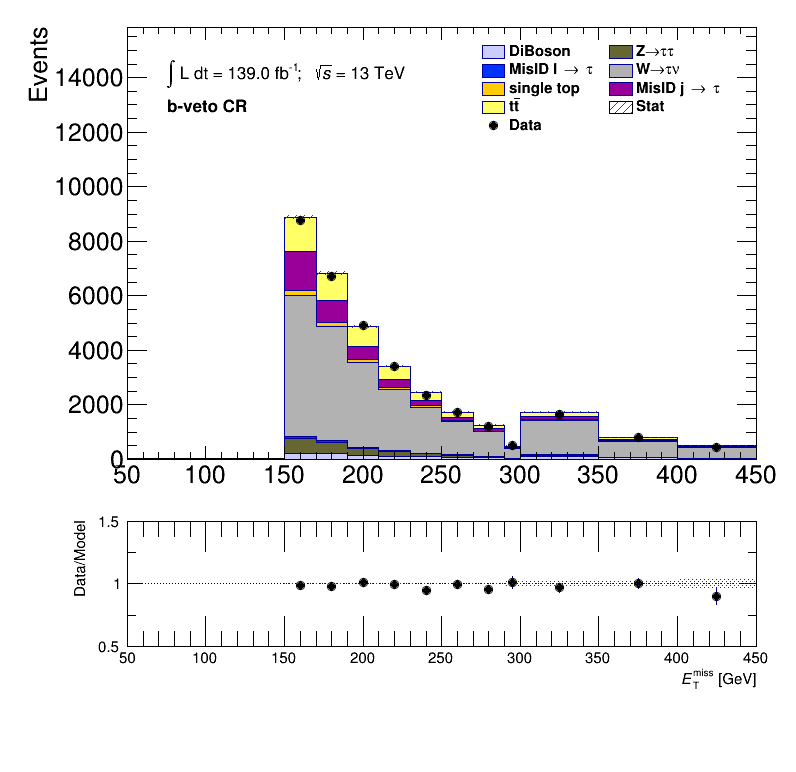 Events
14000
12000
10000
8000
6000
4000
2000
0
∫ L dt = 139.0 fb⁻¹; √s = 13 TeV
b-veto CR
DiBoson
MisID l → τ
single top
tt̄
Data
Z→ττ
W→τν
MisID j → τ
Stat
50 100 150 200 250 300 350 400 450
Data/Model
1.5
1
0.5
50 100 150 200 250 300 350 400 450
E_T^miss [GeV]